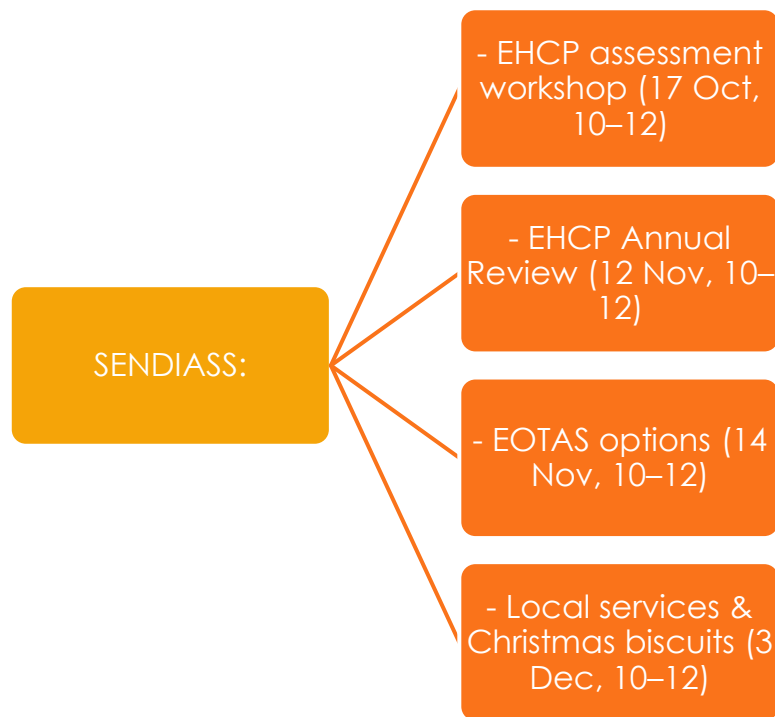 SENDIASS:
- EHCP assessment
workshop (17 Oct,
10–12)
- EHCP Annual
Review (12 Nov, 10–
12)
- EOTAS options (14
Nov, 10–12)
- Local services &
Christmas biscuits (3
Dec, 10–12)